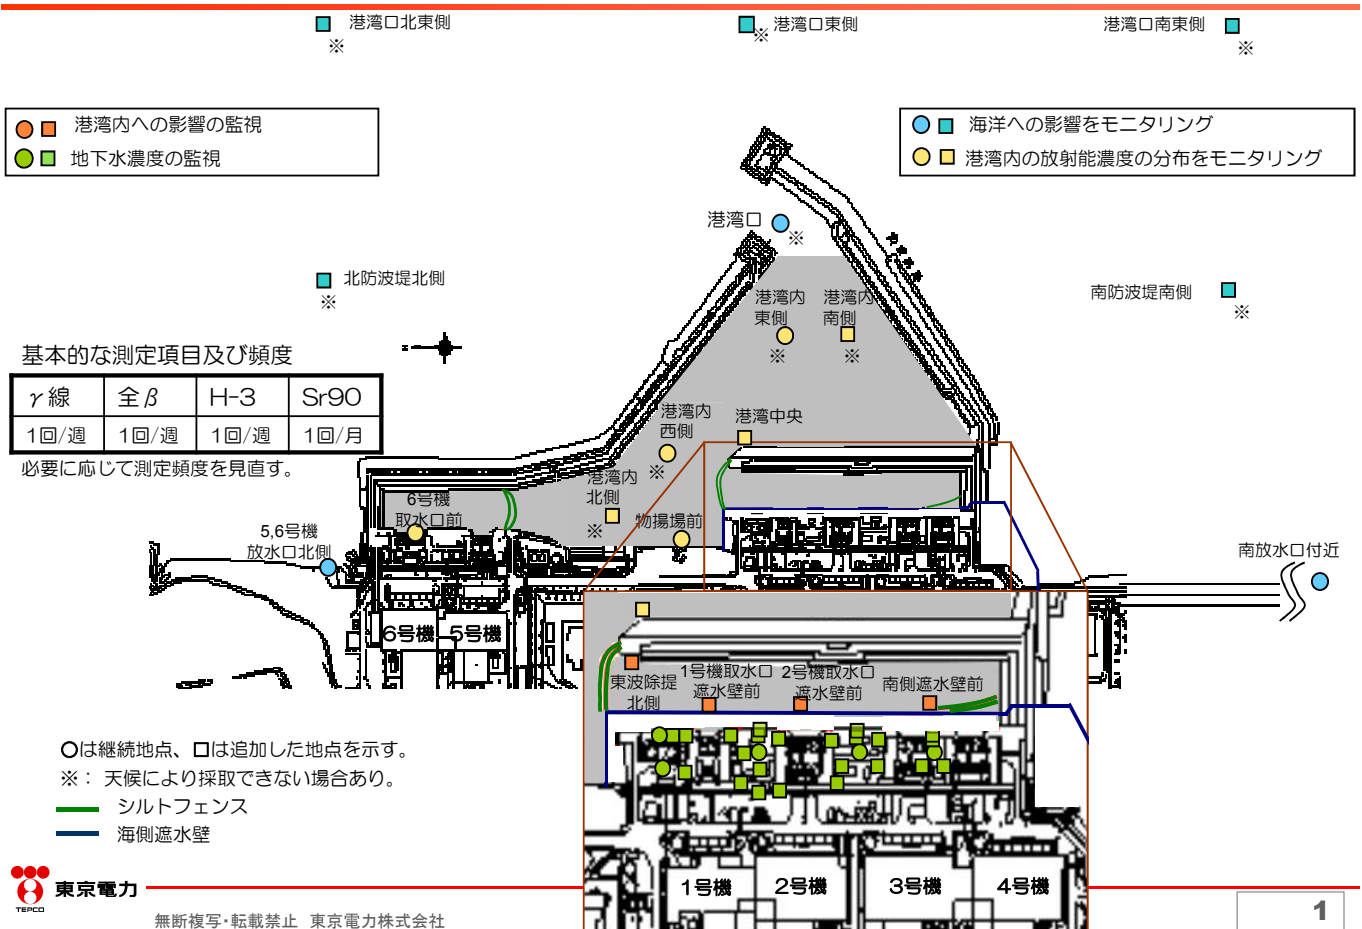 港湾口北東側
※
港湾口東側
※
港湾口南東側
※
港湾内への影響の監視
地下水濃度の監視
海洋への影響をモニタリング
港湾内の放射能濃度の分布をモニタリング
港湾口
※
北防波堤北側
※
南防波堤南側
※
港湾内
東側
※
港湾内
南側
※
基本的な測定項目及び頻度
γ線 全β H-3 Sr90
1回/週 1回/週 1回/週 1回/月
必要に応じて測定頻度を見直す。
港湾内
西側
※
港湾中央
港湾内
北側
※
物揚場前
6号機
取水口前
5,6号機
放水口北側
南放水口付近
6号機
5号機
東波除堤
北側
1号機取水口
遮水壁前
2号機取水口
遮水壁前
南側遮水壁前
○は継続地点、□は追加した地点を示す。
※： 天候により採取できない場合あり。
シルトフェンス
海側遮水壁
1号機
2号機
3号機
4号機
TEPCO
東京電力
無断複写・転載禁止 東京電力株式会社
1